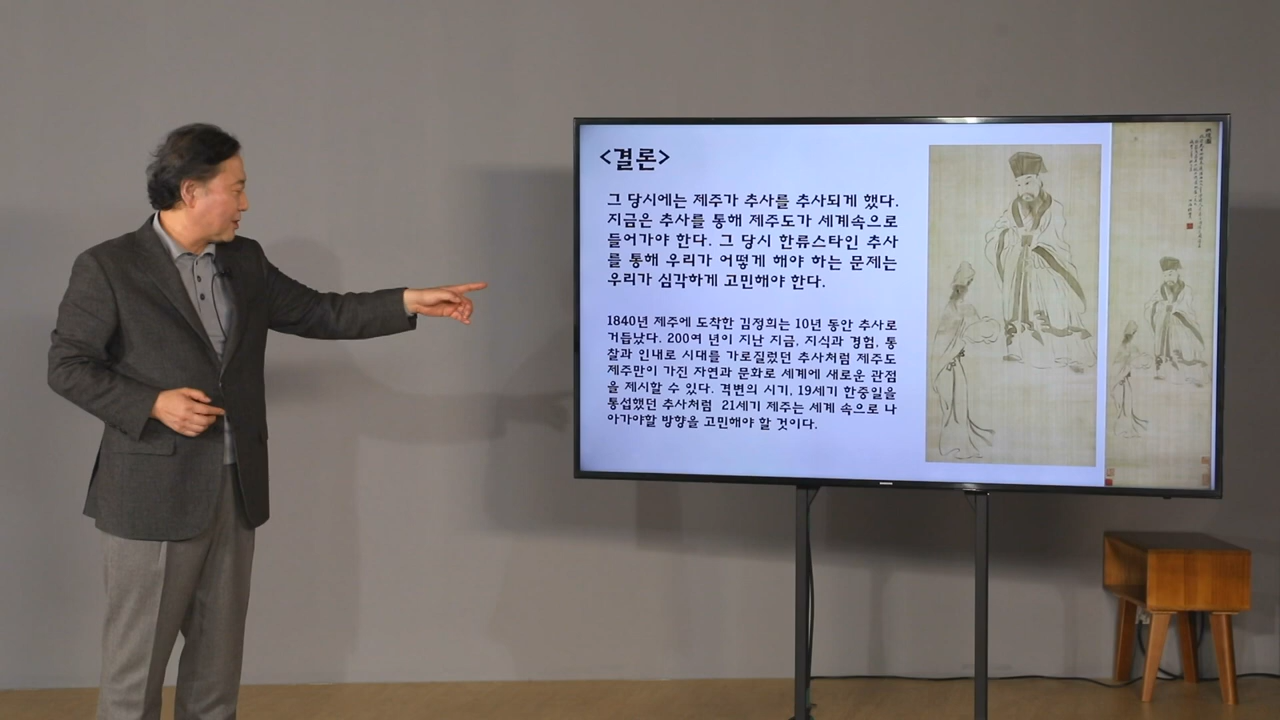 <결론>
그 당시에는 제주가 추사를 추사되게 했다.
지금은 추사를 통해 제주도가 세계속으로
들어가야 한다. 그 당시 한류스타인 추사
를 통해 우리가 어떻게 해야 하는 문제는
우리가 심각하게 고민해야 한다.
1840년 제주에 도착한 김정희는 10년 동안 추사로
거듭났다. 200여 년이 지난 지금, 지식과 경험, 통
찰과 인내로 시대를 가로질렀던 추사처럼 제주도
제주만이 가진 자연과 문화로 세계에 새로운 관점
을 제시할 수 있다. 격변의 시기, 19세기 한중일을
통섭했던 추사처럼 21세기 제주는 세계 속으로 나
아가야할 방향을 고민해야 할 것이다.